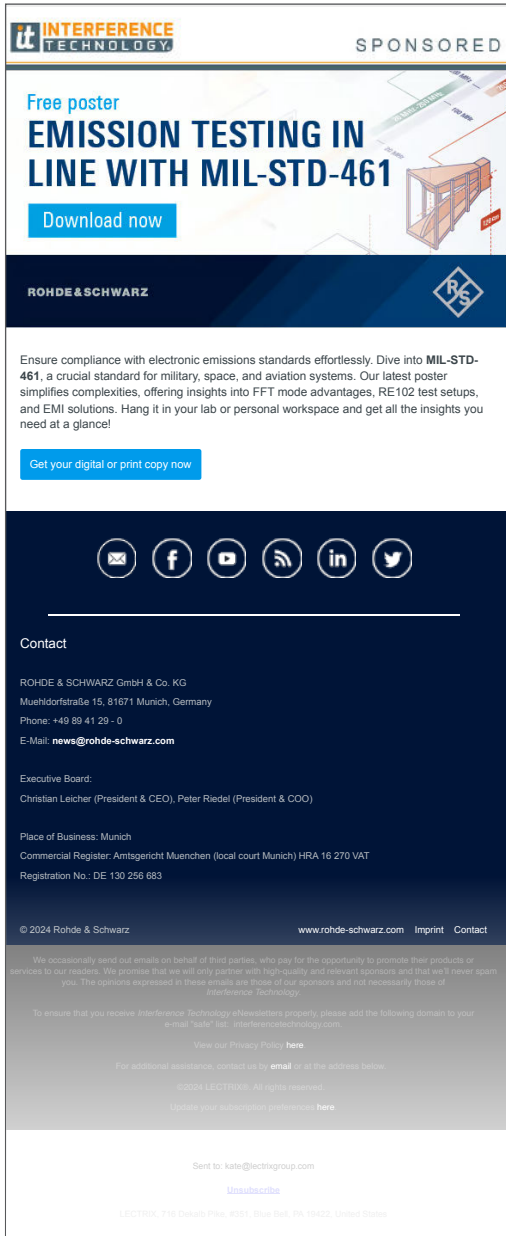 it INTERFERENCE
TECHNOLOGY®
SPONSORED
Free poster
EMISSION TESTING IN
LINE WITH MIL-STD-461
Download now
ROHDE&SCHWARZ
R&S
Ensure compliance with electronic emissions standards effortlessly. Dive into MIL-STD-
461, a crucial standard for military, space, and aviation systems. Our latest poster
simplifies complexities, offering insights into FFT mode advantages, RE102 test setups,
and EMI solutions. Hang it in your lab or personal workspace and get all the insights you
need at a glance!
Get your digital or print copy now
Contact
ROHDE & SCHWARZ GmbH & Co. KG
Muehldorfstraße 15, 81671 Munich, Germany
Phone: +49 89 41 29 - 0
E-Mail: news@rohde-schwarz.com
Executive Board:
Christian Leicher (President & CEO), Peter Riedel (President & COO)
Place of Business: Munich
Commercial Register: Amtsgericht Muenchen (local court Munich) HRA 16 270 VAT
Registration No.: DE 130 256 683
© 2024 Rohde & Schwarz www.rohde-schwarz.com Imprint Contact
We occasionally send out emails on behalf of third parties, who pay for the opportunity to promote their products or
services to our readers. We promise that we will only partner with high-quality and relevant sponsors and that we'll never spam
you. The opinions expressed in these emails are those of our sponsors and not necessarily those of
Interference Technology.
To ensure that you receive Interference Technology eNewsletters properly, please add the following domain to your
e-mail "safe" list: interferencetechnology.com.
View our Privacy Policy here.
For additional assistance, contact us by email or at the address below.
©2024 LECTRIX®. All rights reserved.
Update your subscription preferences here.
Sent to: kate@lectrixgroup.com
Unsubscribe
LECTRIX, Pike, Blue Bell, PA 19422, United States